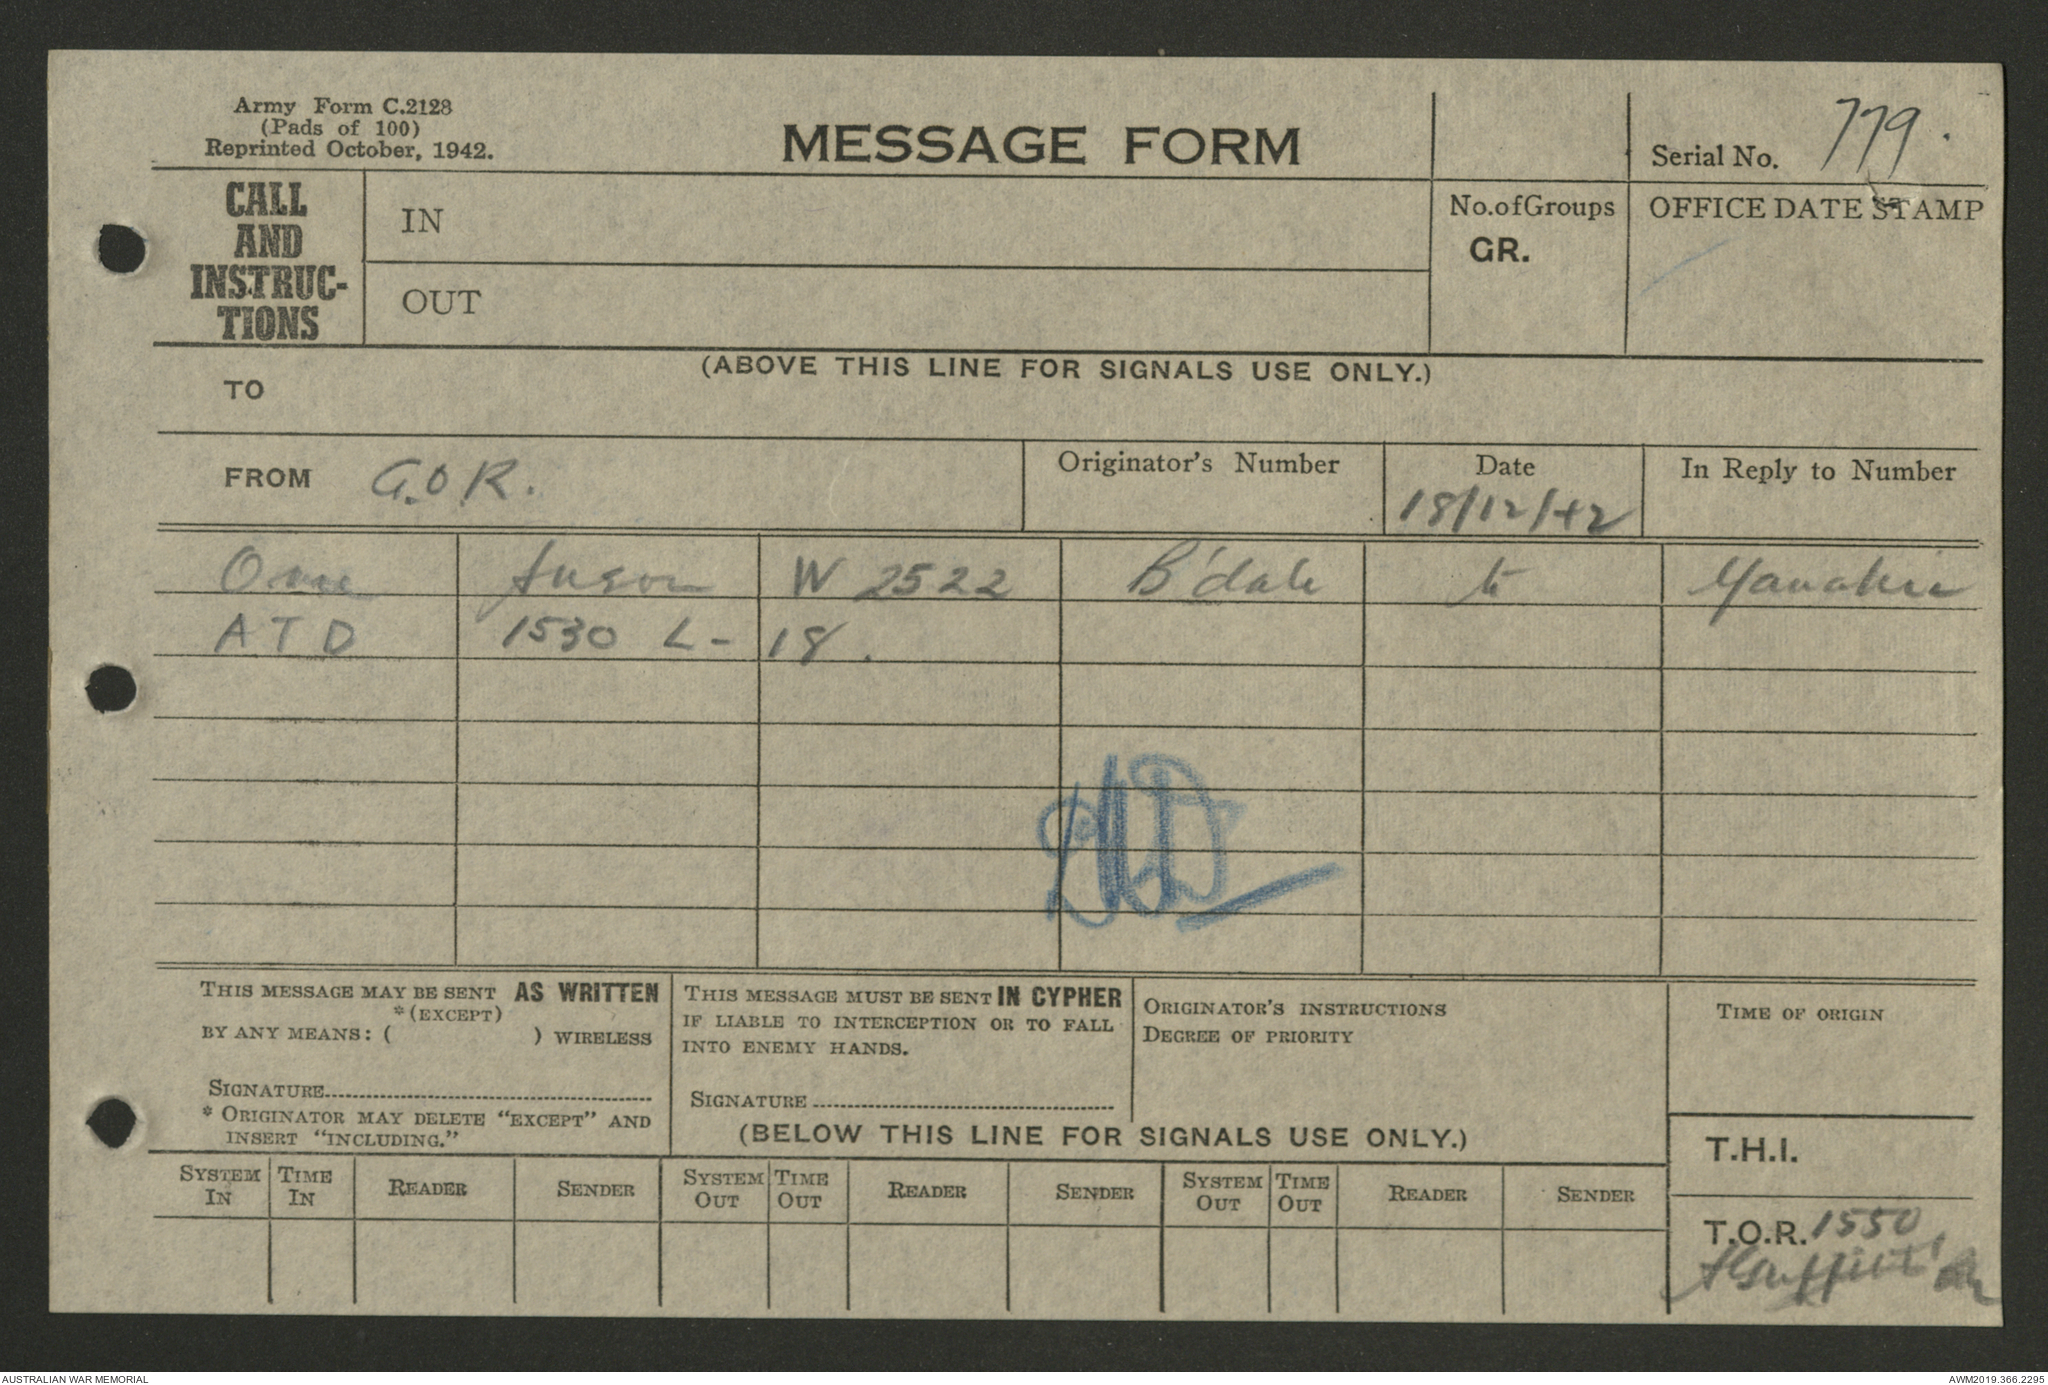 Army Form C.2128
(Pads of 100)
Reprinted October, 1942.
MESSAGE FORM
Serial No. 779.
CALL
AND
INSTRUC-
TIONS
IN
OUT
No. of Groups
GR.
OFFICE DATE STAMP
(ABOVE THIS LINE FOR SIGNALS USE ONLY.)
TO
FROM G.O.R.
Originator's Number
Date
18/12/42
In Reply to Number
One Anson W 2522 B'dale to Yanakie
A T D 1530 L - 18.
THIS MESSAGE MAY BE SENT AS WRITTEN
*(EXCEPT)
BY ANY MEANS: ( ) WIRELESS
SIGNATURE
* ORIGINATOR MAY DELETE "EXCEPT" AND
INSERT "INCLUDING."
THIS MESSAGE MUST BE SENT IN CYPHER
IF LIABLE TO INTERCEPTION OR TO FALL
INTO ENEMY HANDS.
SIGNATURE
ORIGINATOR'S INSTRUCTIONS
DEGREE OF PRIORITY
TIME OF ORIGIN
(BELOW THIS LINE FOR SIGNALS USE ONLY.)
T.H.I.
SYSTEM IN TIME IN READER SENDER SYSTEM OUT TIME OUT READER SENDER SYSTEM OUT TIME OUT READER SENDER
T.O.R. 1550
AUSTRALIAN WAR MEMORIAL
AWM2019.366.2295